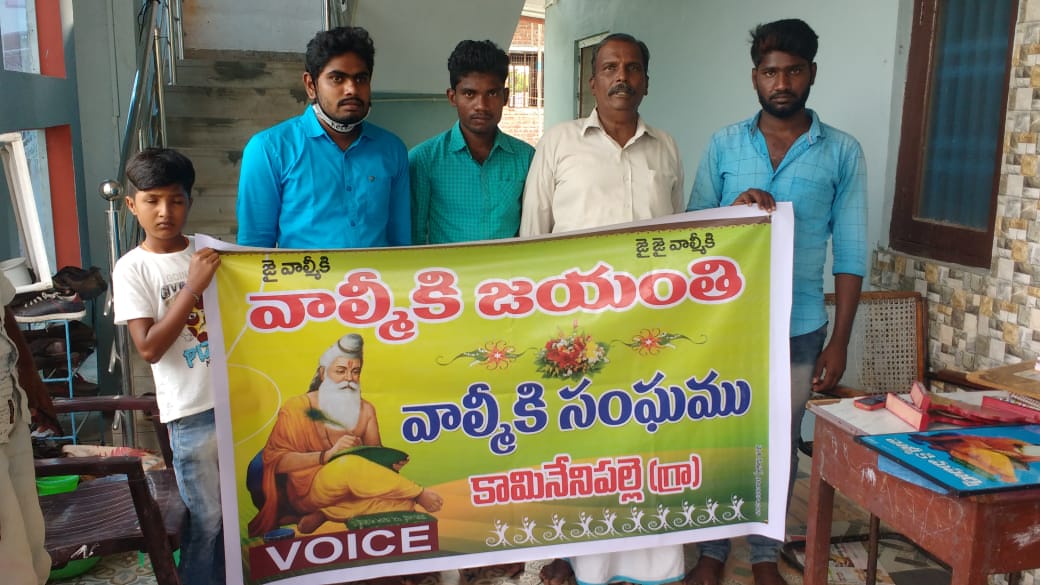 జై వాల్మీకి
జై జై వాల్మీకి
వాల్మీకి జయంతి
వాల్మీకి సంఘము
కామినేనిపల్లె (గ్రా)
VOICE